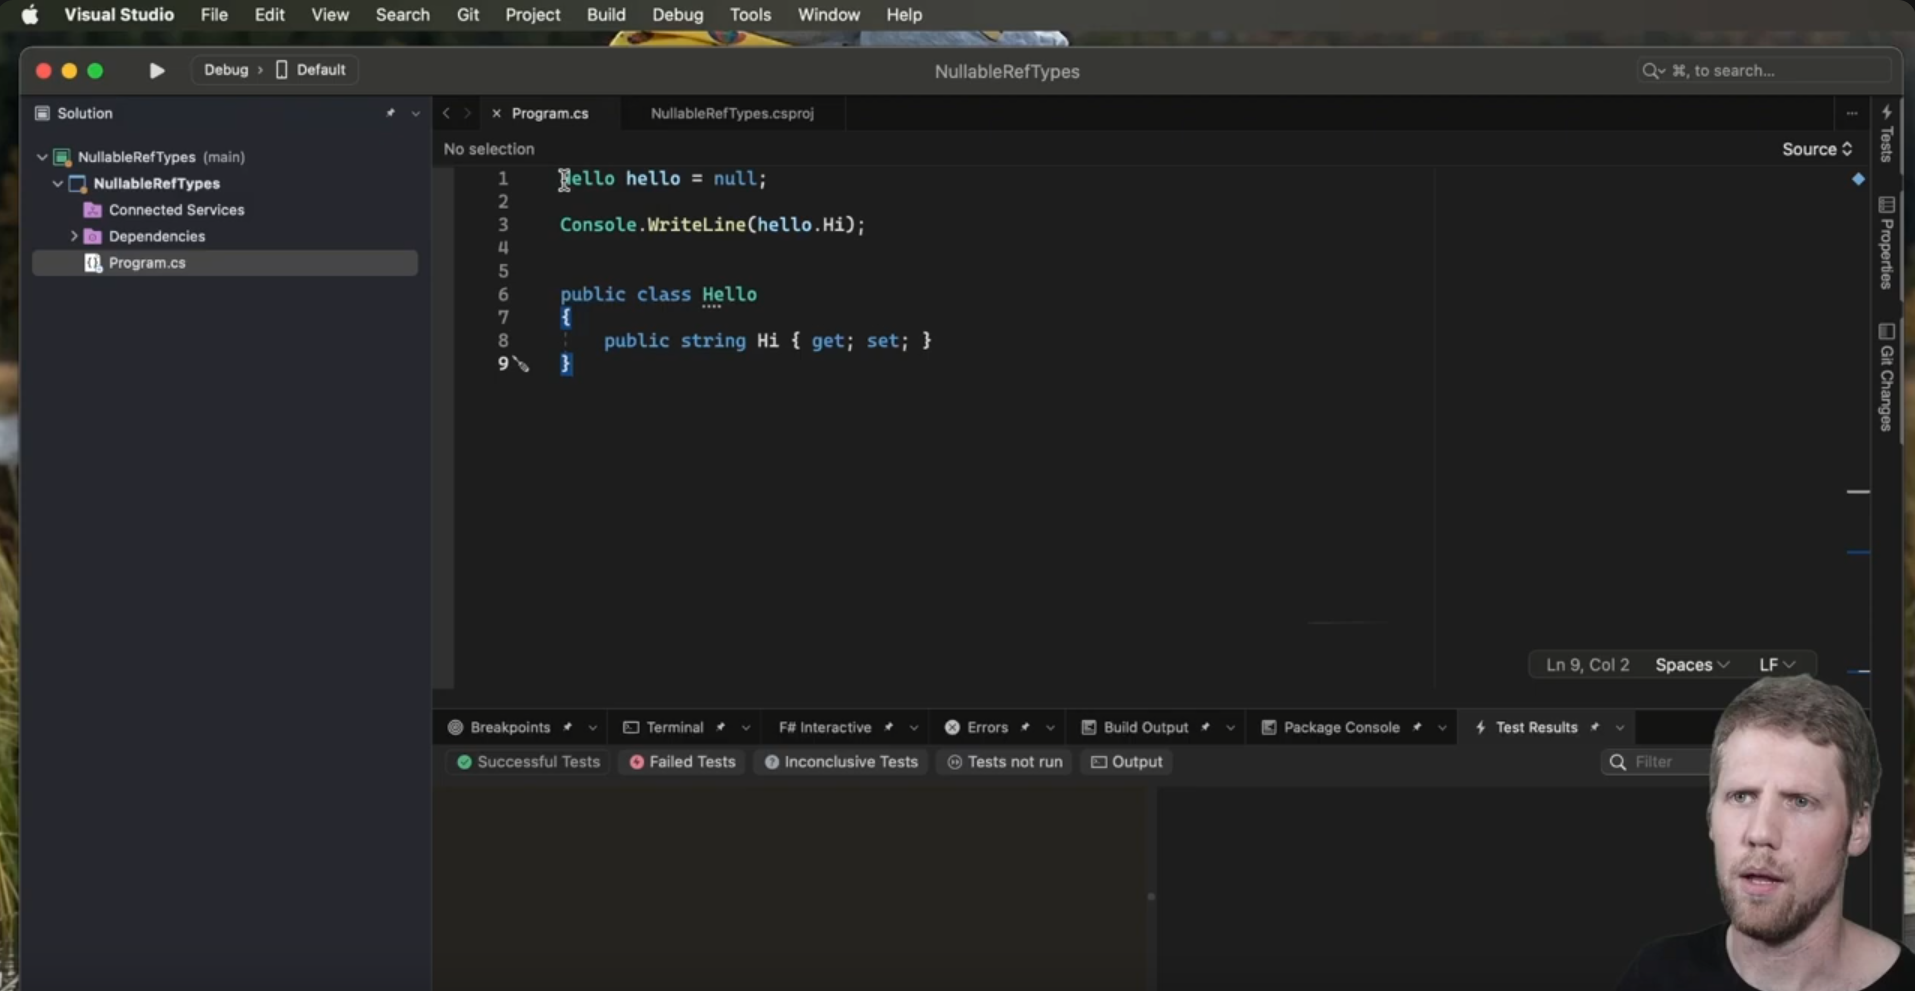 Visual Studio File Edit View Search Git Project Build Debug Tools Window Help
Debug › Default
NullableRefTypes
⌘, to search...
Solution
Program.cs
NullableRefTypes.csproj
NullableRefTypes (main)
NullableRefTypes
Connected Services
Dependencies
Program.cs
No selection
Source
1 Hello hello = null;
2
3 Console.WriteLine(hello.Hi);
4
5
6 public class Hello
7 {
8 public string Hi { get; set; }
9 }
Tests
Properties
Git Changes
Ln 9, Col 2 Spaces LF
Breakpoints Terminal F# Interactive Errors Build Output Package Console Test Results
Successful Tests Failed Tests Inconclusive Tests Tests not run Output Filter